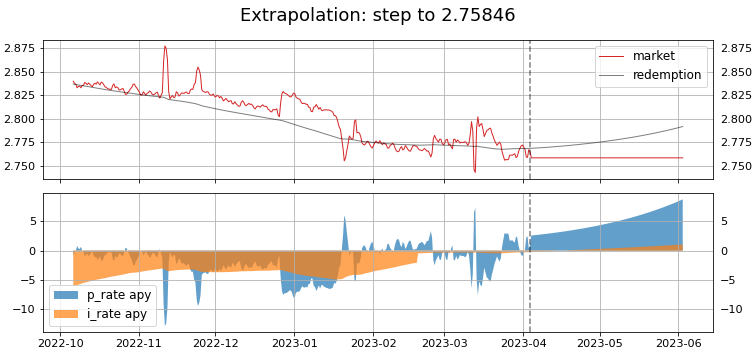 Extrapolation: step to 2.75846
2.875 2.875
2.850 2.850
2.825 2.825
2.800 2.800
2.775 2.775
2.750 2.750
market
redemption
5 5
0 0
−5 −5
−10 −10
p_rate apy
i_rate apy
2022-10 2022-11 2022-12 2023-01 2023-02 2023-03 2023-04 2023-05 2023-06